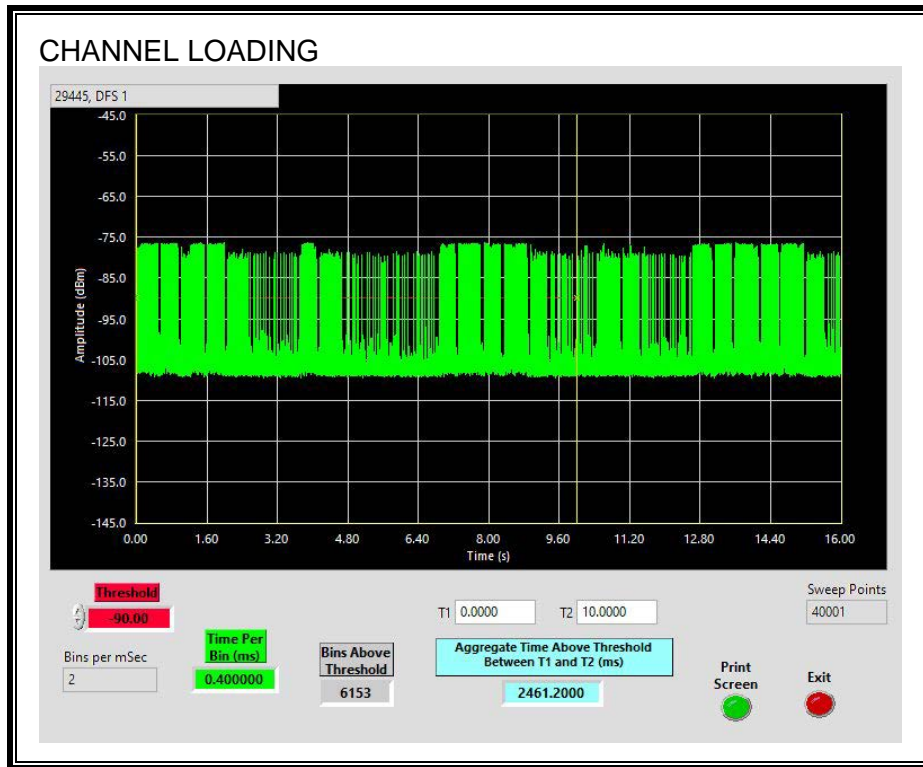 CHANNEL LOADING
29445, DFS 1
-45.0
-55.0
-65.0
-75.0
-85.0
-95.0
-105.0
-115.0
-125.0
-135.0
-145.0
Amplitude (dBm)
0.00 1.60 3.20 4.80 6.40 8.00 9.60 11.20 12.80 14.40 16.00
Time (s)
Threshold
-90.00
Bins per mSec
2
Time Per
Bin (ms)
0.400000
Bins Above
Threshold
6153
T1 0.0000 T2 10.0000
Aggregate Time Above Threshold
Between T1 and T2 (ms)
2461.2000
Sweep Points
40001
Print
Screen
Exit